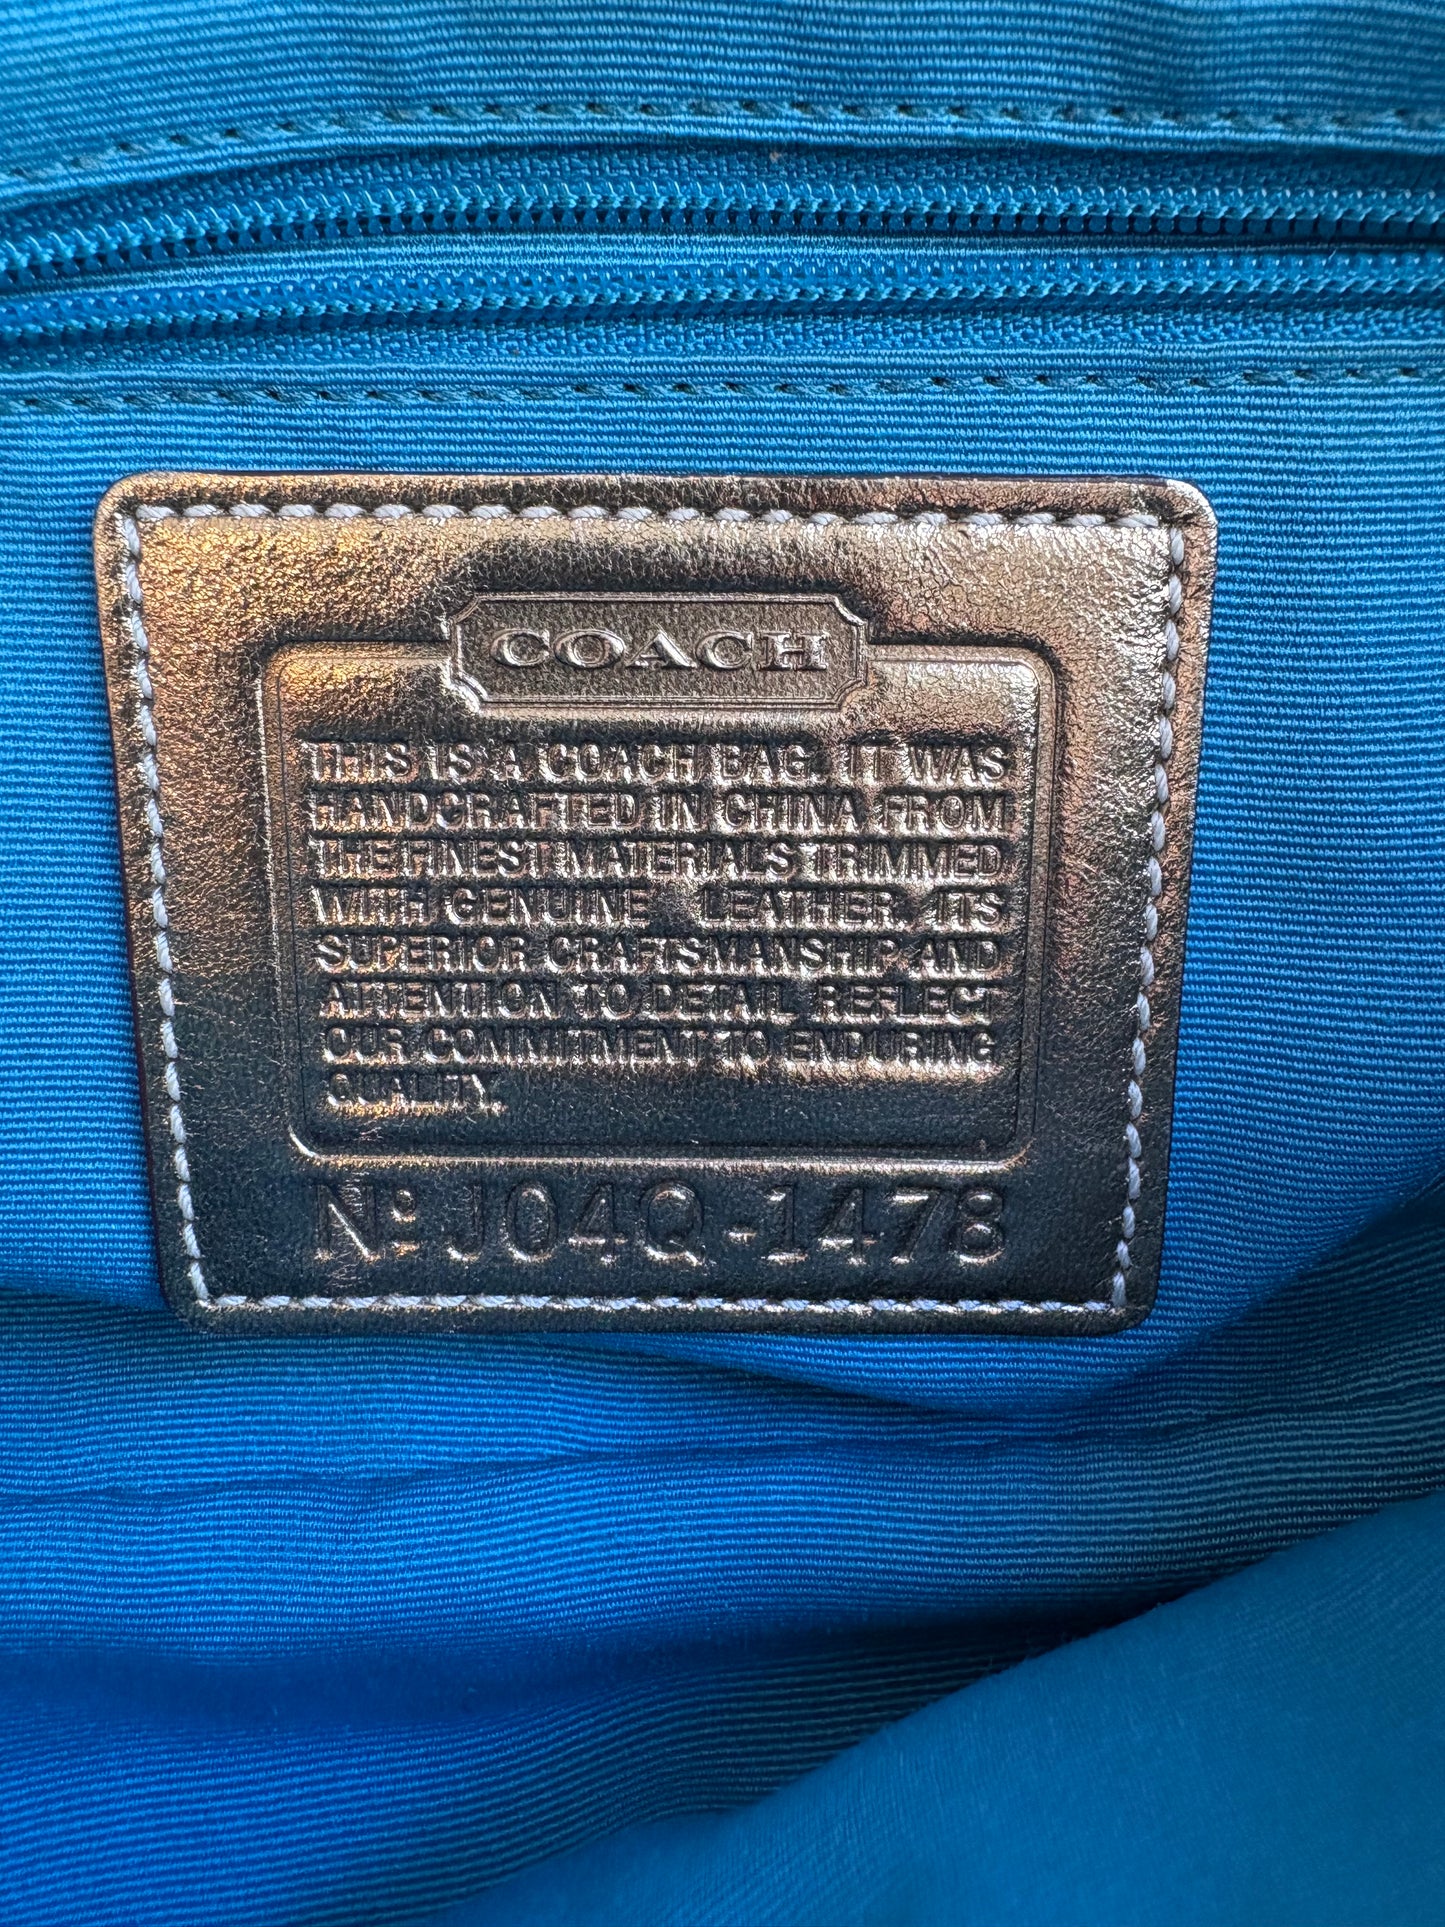 COACH
THIS IS A COACH BAG. IT WAS
HANDCRAFTED IN CHINA FROM
THE FINEST MATERIALS TRIMMED
WITH GENUINE LEATHER. ITS
SUPERIOR CRAFTSMANSHIP AND
ATTENTION TO DETAIL REFLECT
OUR COMMITMENT TO ENDURING
QUALITY.
Nº J04Q-1478